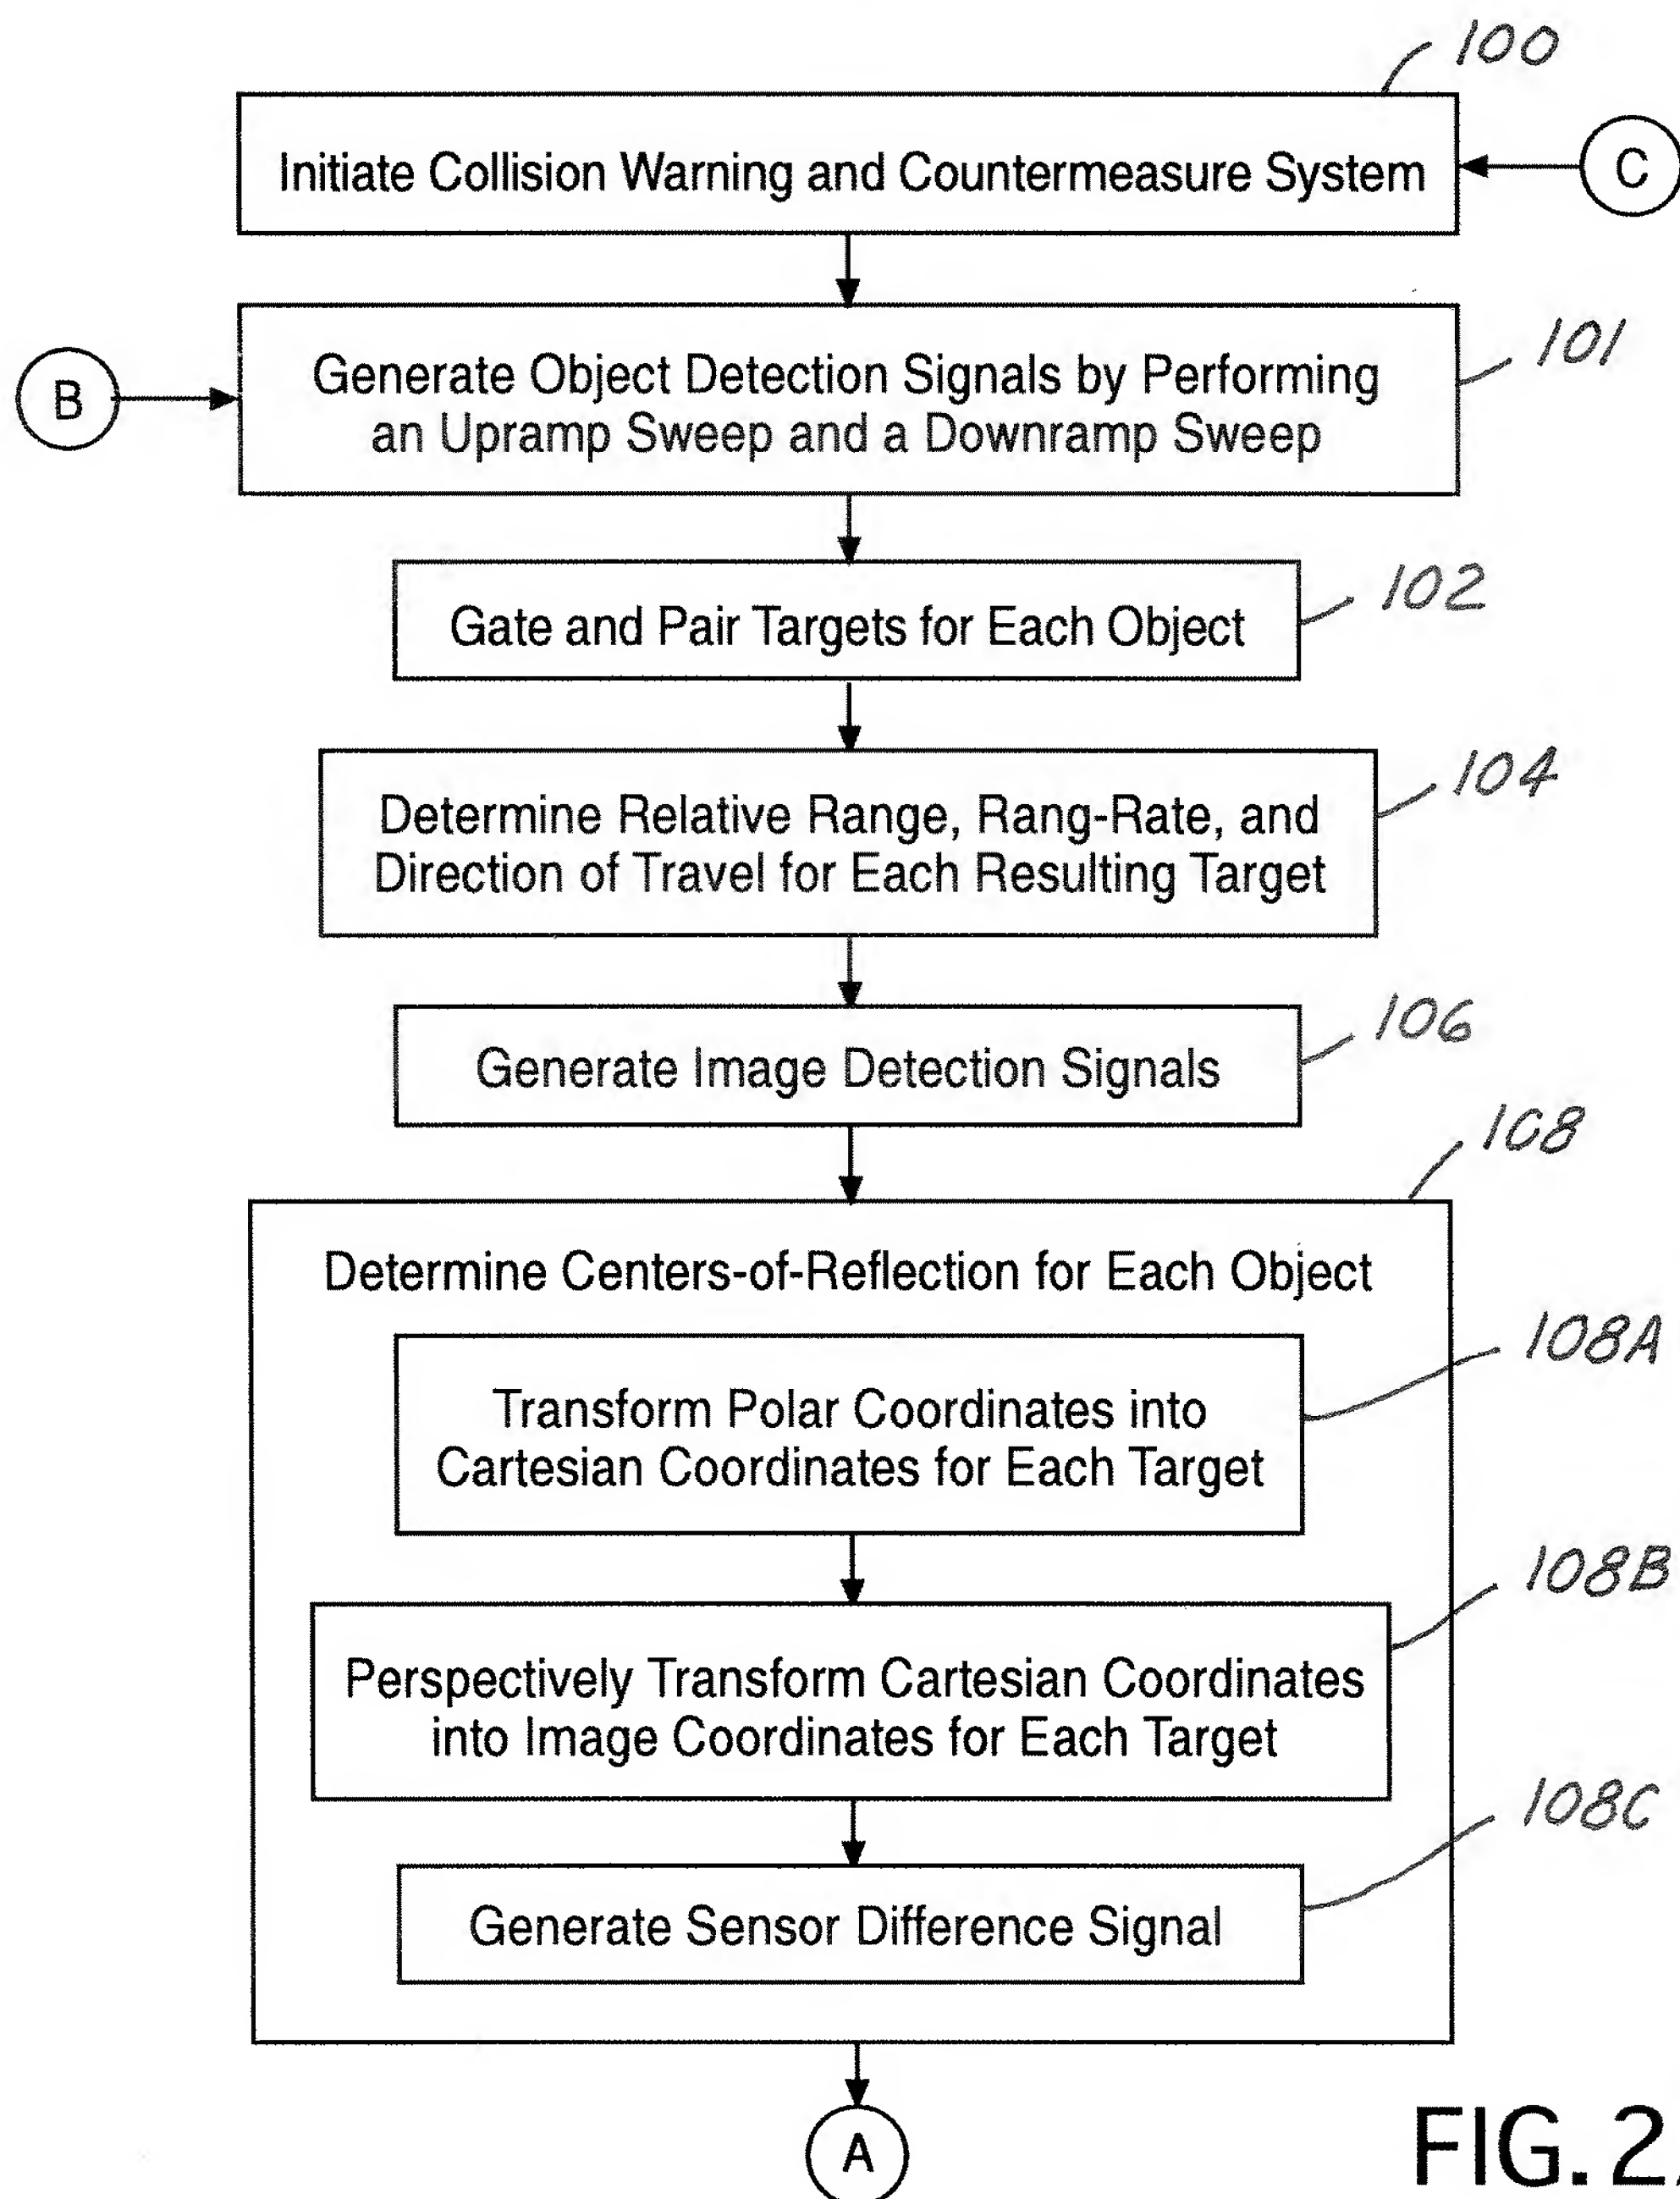 100
Initiate Collision Warning and Countermeasure System
C
101
Generate Object Detection Signals by Performing
an Upramp Sweep and a Downramp Sweep
B
102
Gate and Pair Targets for Each Object
104
Determine Relative Range, Rang-Rate, and
Direction of Travel for Each Resulting Target
106
Generate Image Detection Signals
108
Determine Centers-of-Reflection for Each Object
108A
Transform Polar Coordinates into
Cartesian Coordinates for Each Target
108B
Perspectively Transform Cartesian Coordinates
into Image Coordinates for Each Target
108C
Generate Sensor Difference Signal
A
FIG. 2